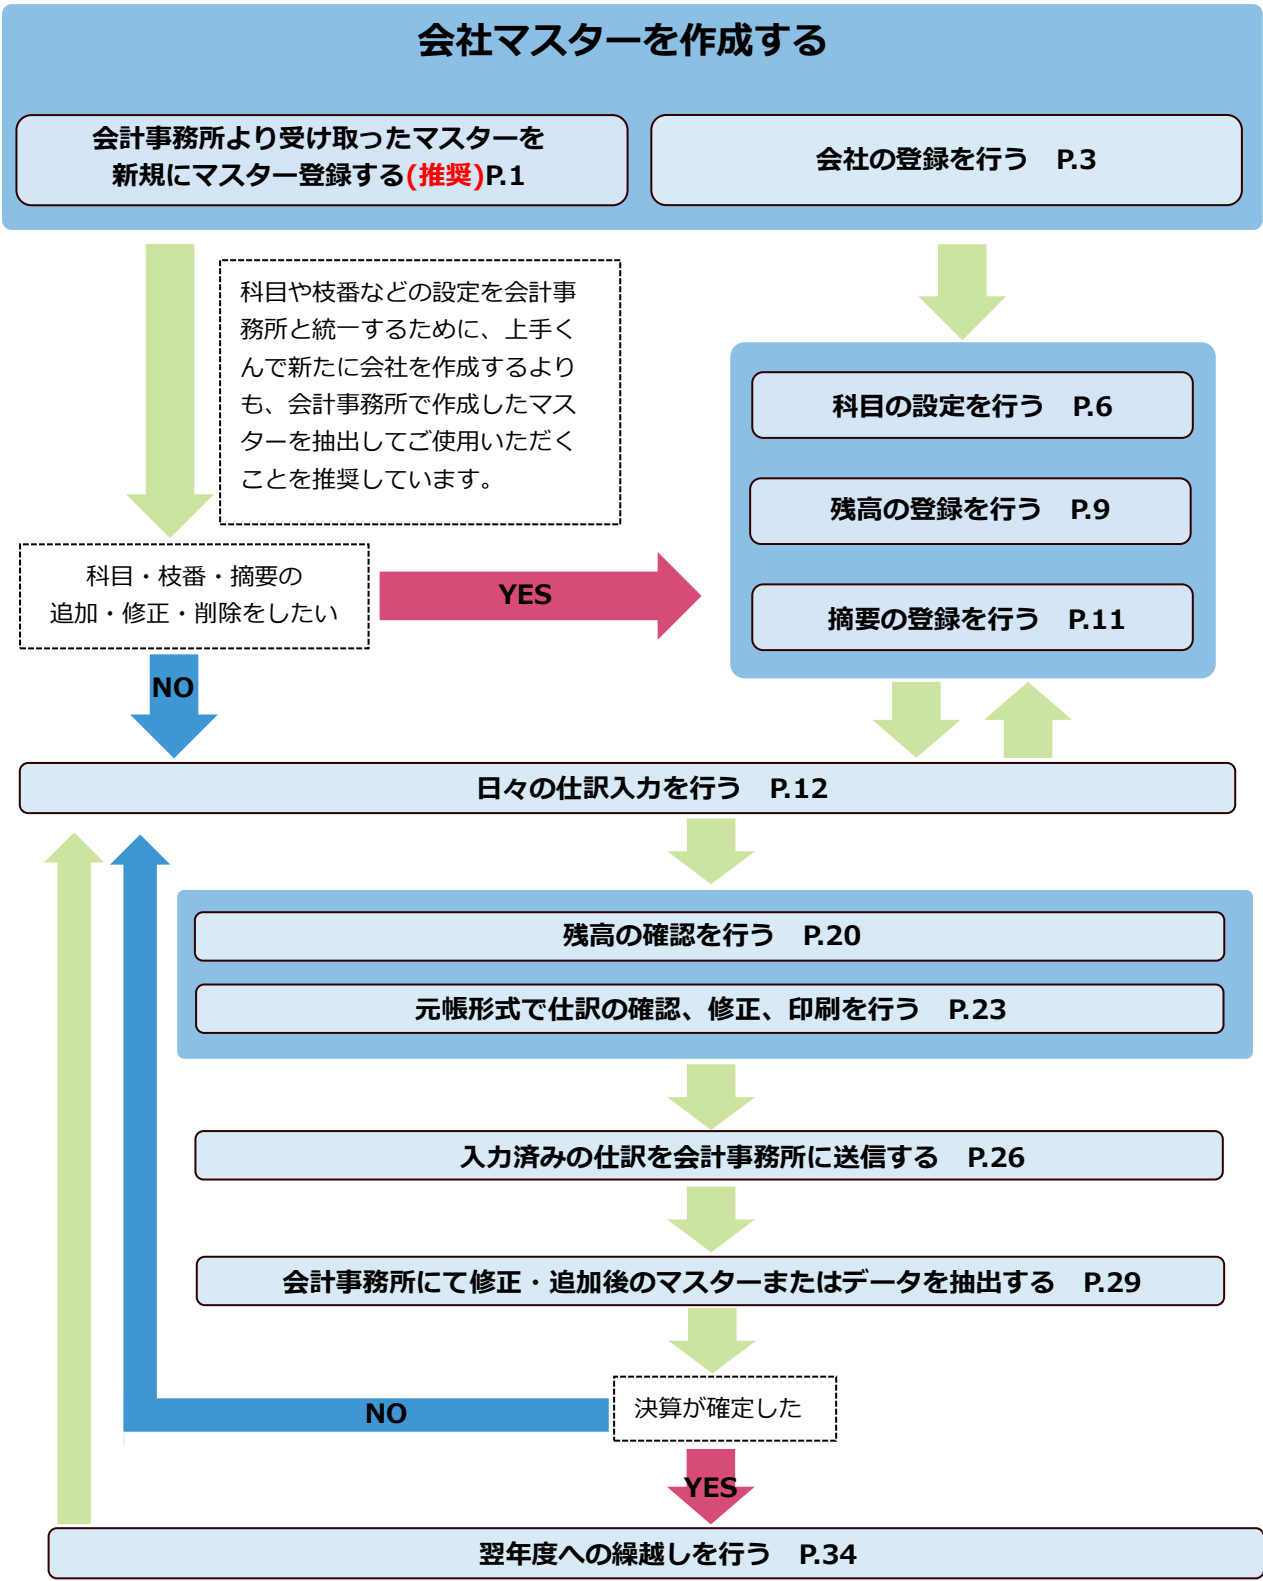 会社マスターを作成する
会計事務所より受け取ったマスターを
新規にマスター登録する(推奨)P.1
会社の登録を行う　P.3
科目や枝番などの設定を会計事
務所と統一するために、上手く
んで新たに会社を作成するより
も、会計事務所で作成したマス
ターを抽出してご使用いただく
ことを推奨しています。
科目の設定を行う　P.6
残高の登録を行う　P.9
摘要の登録を行う　P.11
科目・枝番・摘要の
追加・修正・削除をしたい
YES
NO
日々の仕訳入力を行う　P.12
残高の確認を行う　P.20
元帳形式で仕訳の確認、修正、印刷を行う　P.23
入力済みの仕訳を会計事務所に送信する　P.26
会計事務所にて修正・追加後のマスターまたはデータを抽出する　P.29
決算が確定した
NO
YES
翌年度への繰越しを行う　P.34